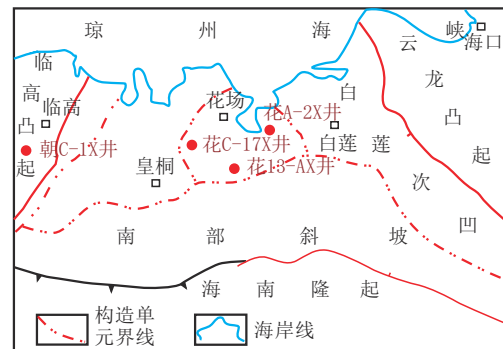 琼州海峡
海口
云龙凸起
临高凸起
临高
花场
花A-2X井
朝C-1X井
花C-17X井
白莲
白莲次凹
花13-AX井
皇桐
南部斜坡
海南隆起
构造单
元界线
海岸线